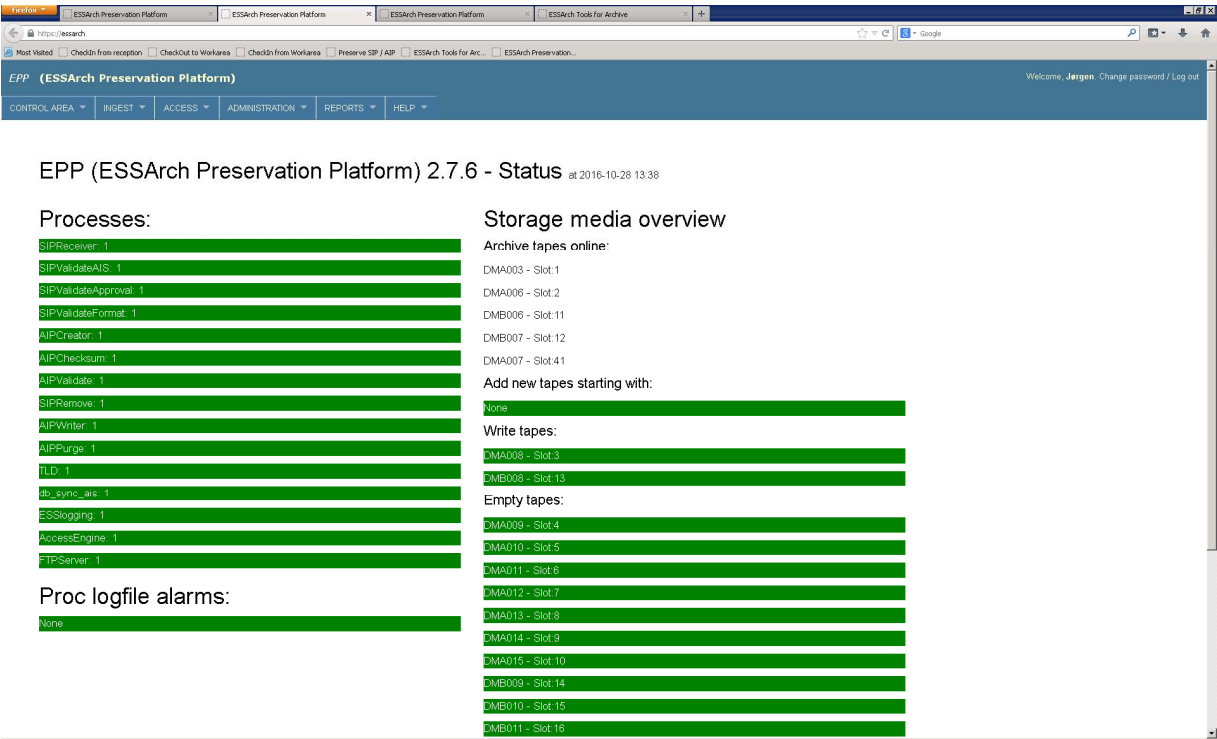 Firefox
ESSArch Preservation Platform
ESSArch Preservation Platform
ESSArch Preservation Platform
ESSArch Tools for Archive
https://essarch
Google
Most Visited CheckIn from reception CheckOut to Workarea CheckIn from Workarea Preserve SIP / AIP ESSArch Tools for Arc... ESSArch Preservation...
EPP (ESSArch Preservation Platform)
Welcome, Jørgen. Change password / Log out
CONTROL AREA INGEST ACCESS ADMINISTRATION REPORTS HELP
EPP (ESSArch Preservation Platform) 2.7.6 - Status at 2016-10-28 13:38
Processes:
SIPReceiver: 1
SIPValidateAIS: 1
SIPValidateApproval: 1
SIPValidateFormat: 1
AIPCreator: 1
AIPChecksum: 1
AIPValidate: 1
SIPRemove: 1
AIPWriter: 1
AIPPurge: 1
TLD: 1
db_sync_ais: 1
ESSlogging: 1
AccessEngine: 1
FTPServer: 1
Proc logfile alarms:
None
Storage media overview
Archive tapes online:
DMA003 - Slot:1
DMA006 - Slot:2
DMB006 - Slot:11
DMB007 - Slot:12
DMA007 - Slot:41
Add new tapes starting with:
None
Write tapes:
DMA008 - Slot:3
DMB008 - Slot:13
Empty tapes:
DMA009 - Slot:4
DMA010 - Slot:5
DMA011 - Slot:6
DMA012 - Slot:7
DMA013 - Slot:8
DMA014 - Slot:9
DMA015 - Slot:10
DMB009 - Slot:14
DMB010 - Slot:15
DMB011 - Slot:16